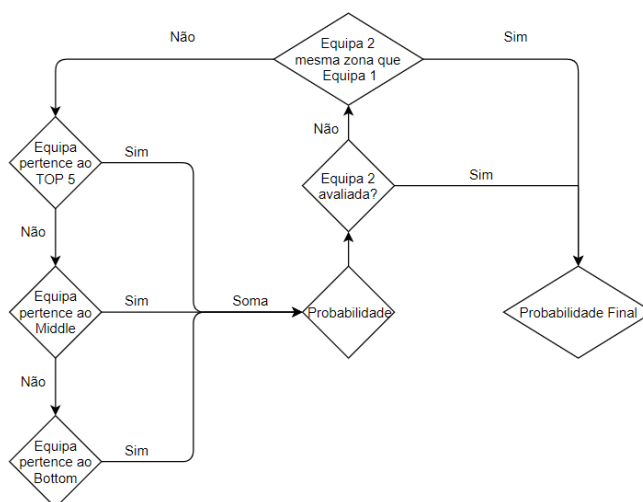 Não
Equipa 2
mesma zona que
Equipa 1
Sim
Equipa
pertence ao
TOP 5
Sim
Não
Equipa 2
avaliada?
Sim
Não
Equipa
pertence ao
Middle
Sim
Soma
Probabilidade
Probabilidade Final
Não
Equipa
pertence ao
Bottom
Sim